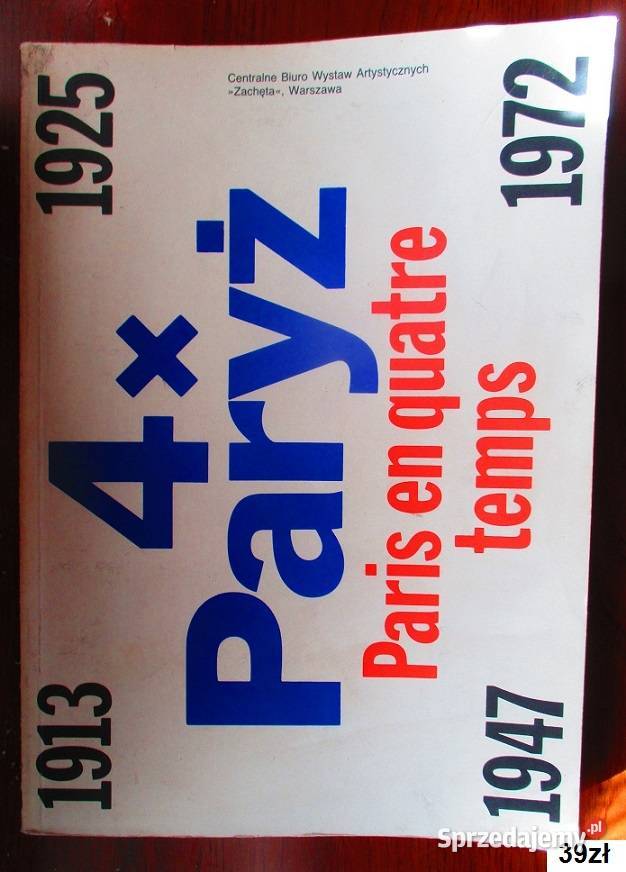 Centralne Biuro Wystaw Artystycznych
»Zachęta«, Warszawa
1913
1925
4×
Paryż
Paris en quatre
temps
1947
1972
Sprzedajemy.pl
39zł